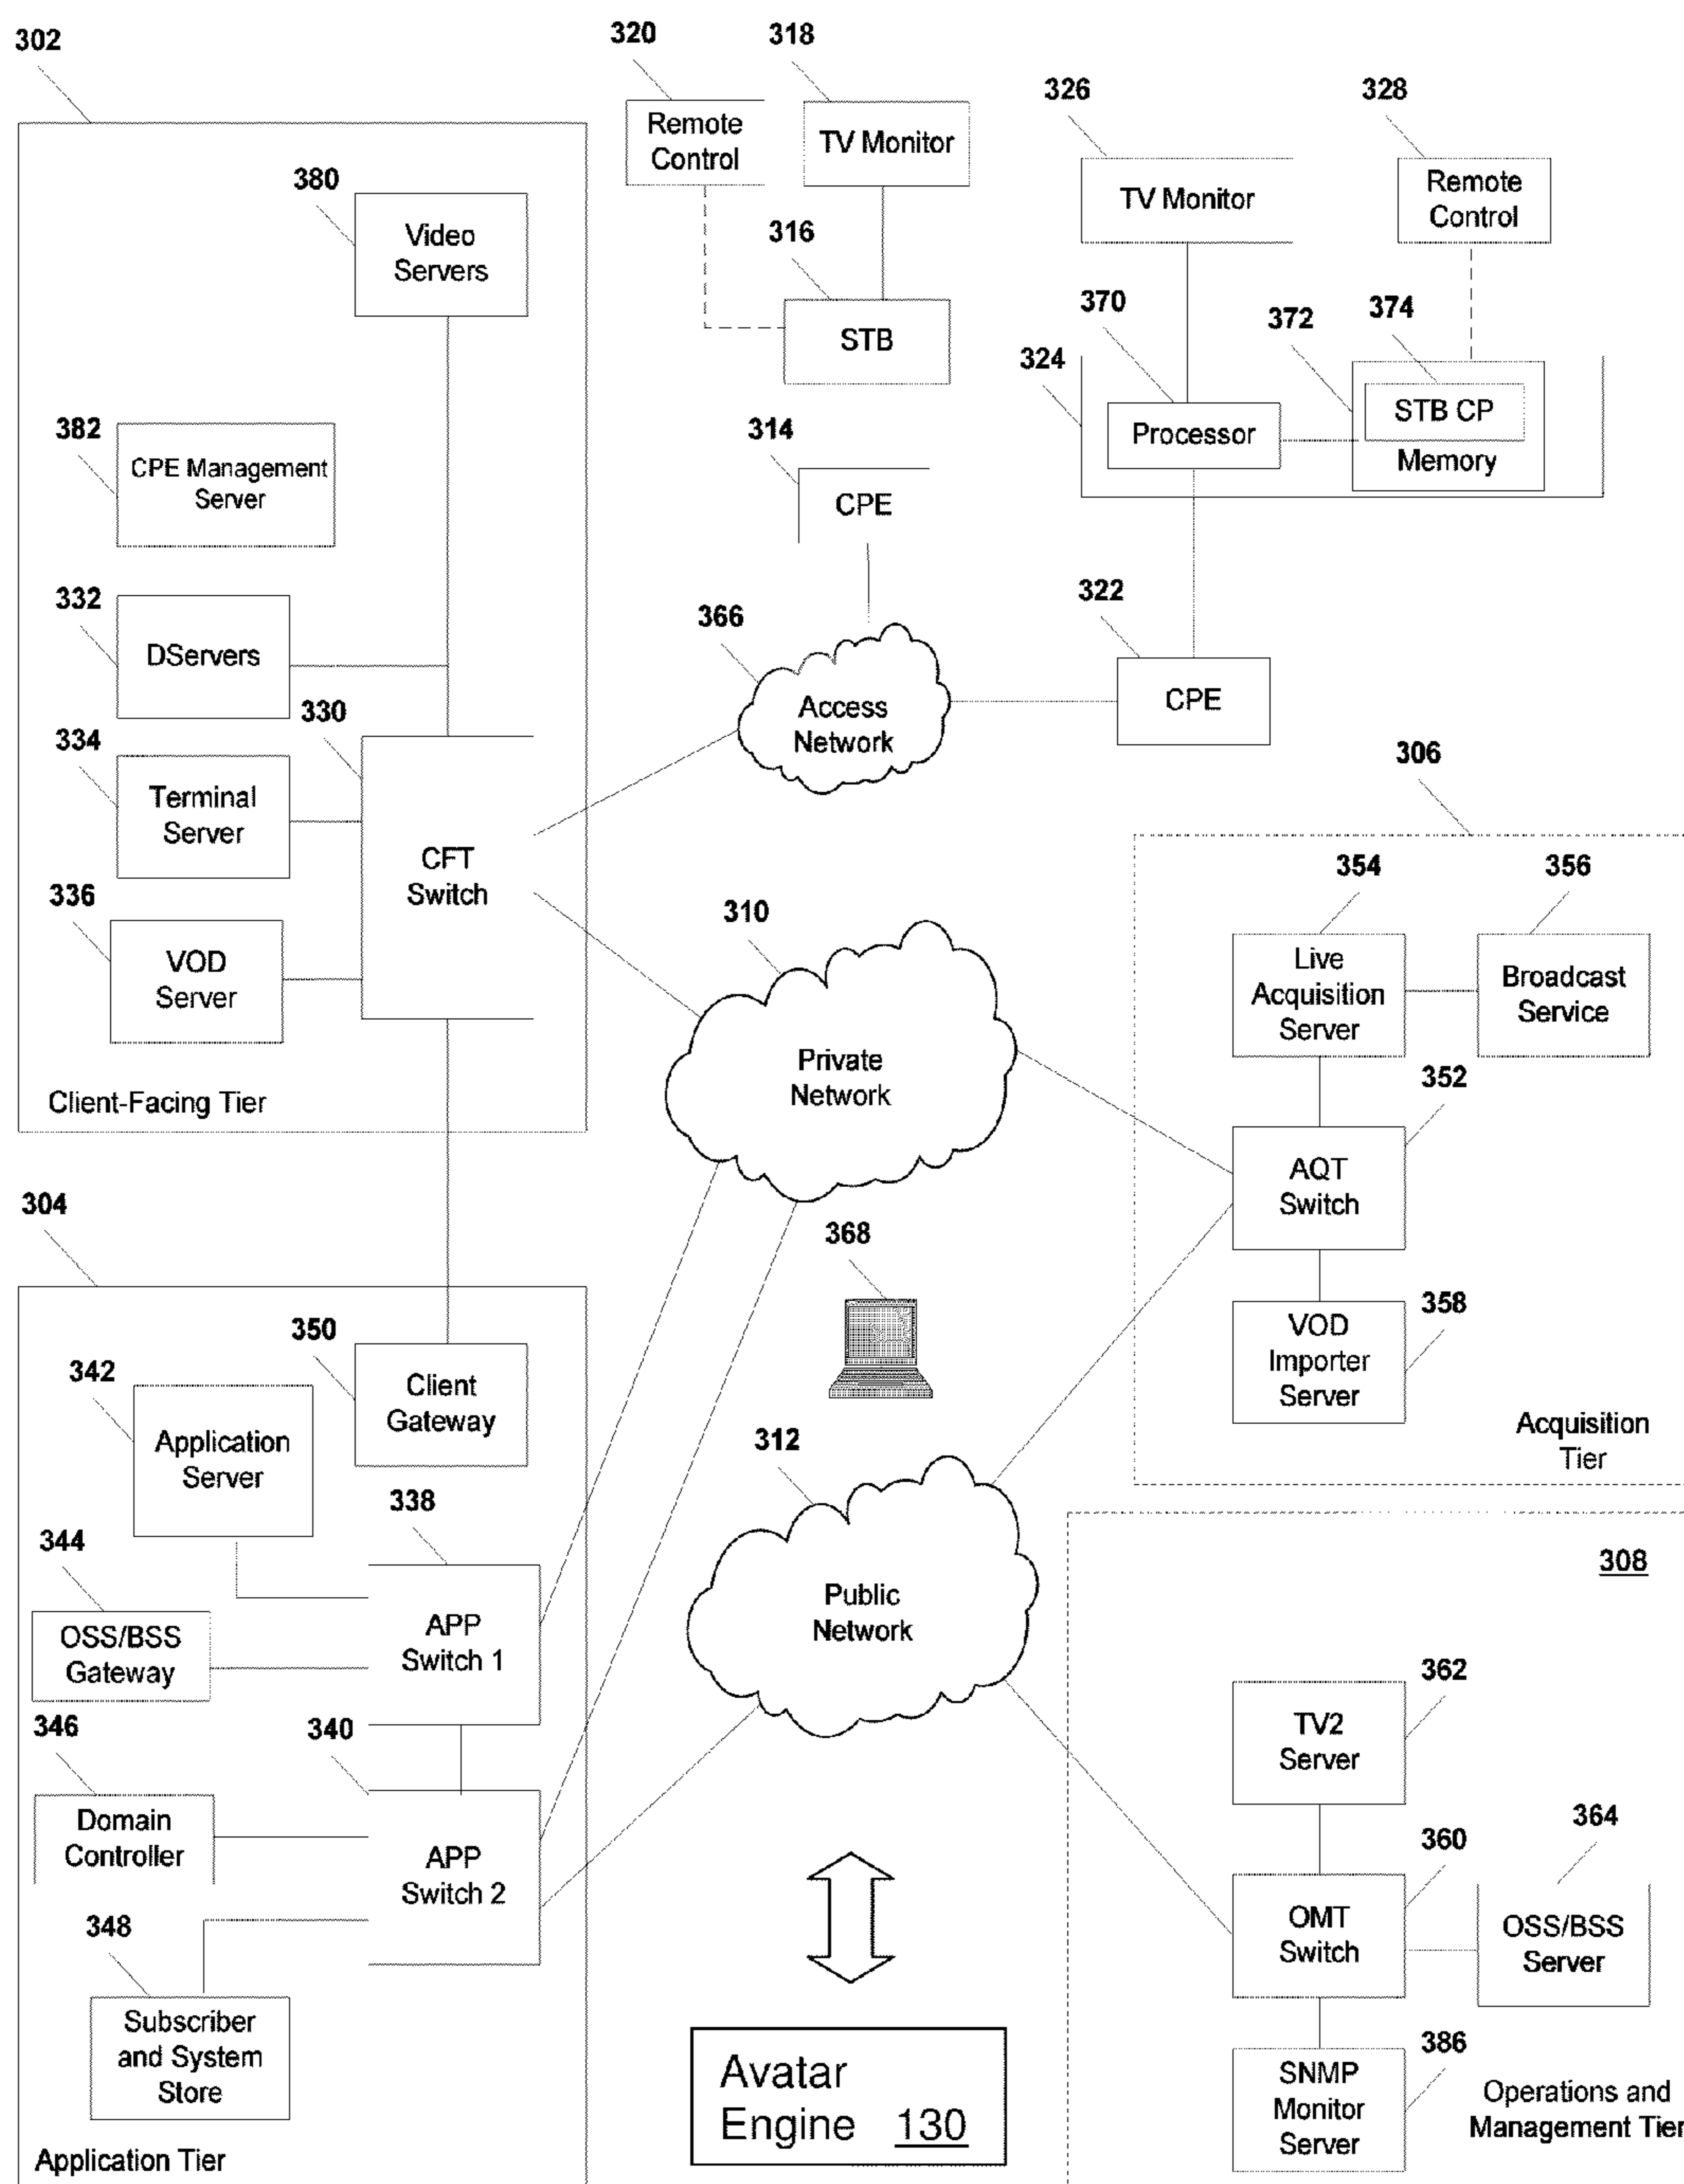 302
320
318
326
328
Remote
Control
TV Monitor
TV Monitor
Remote
Control
380
Video
Servers
316
STB
370
372
374
324
Processor
STB CP
Memory
382
CPE Management
Server
314
CPE
332
DServers
366
Access
Network
322
CPE
330
334
Terminal
Server
CFT
Switch
336
VOD
Server
Client-Facing Tier
306
354
356
Live
Acquisition
Server
Broadcast
Service
310
Private
Network
352
AQT
Switch
358
VOD
Importer
Server
Acquisition
Tier
304
368
350
Client
Gateway
342
Application
Server
312
Public
Network
338
344
OSS/BSS
Gateway
APP
Switch 1
308
346
Domain
Controller
340
APP
Switch 2
362
TV2
Server
364
360
OMT
Switch
OSS/BSS
Server
348
Subscriber
and System
Store
Application Tier
Avatar
Engine 130
386
SNMP
Monitor
Server
Operations and
Management Tier